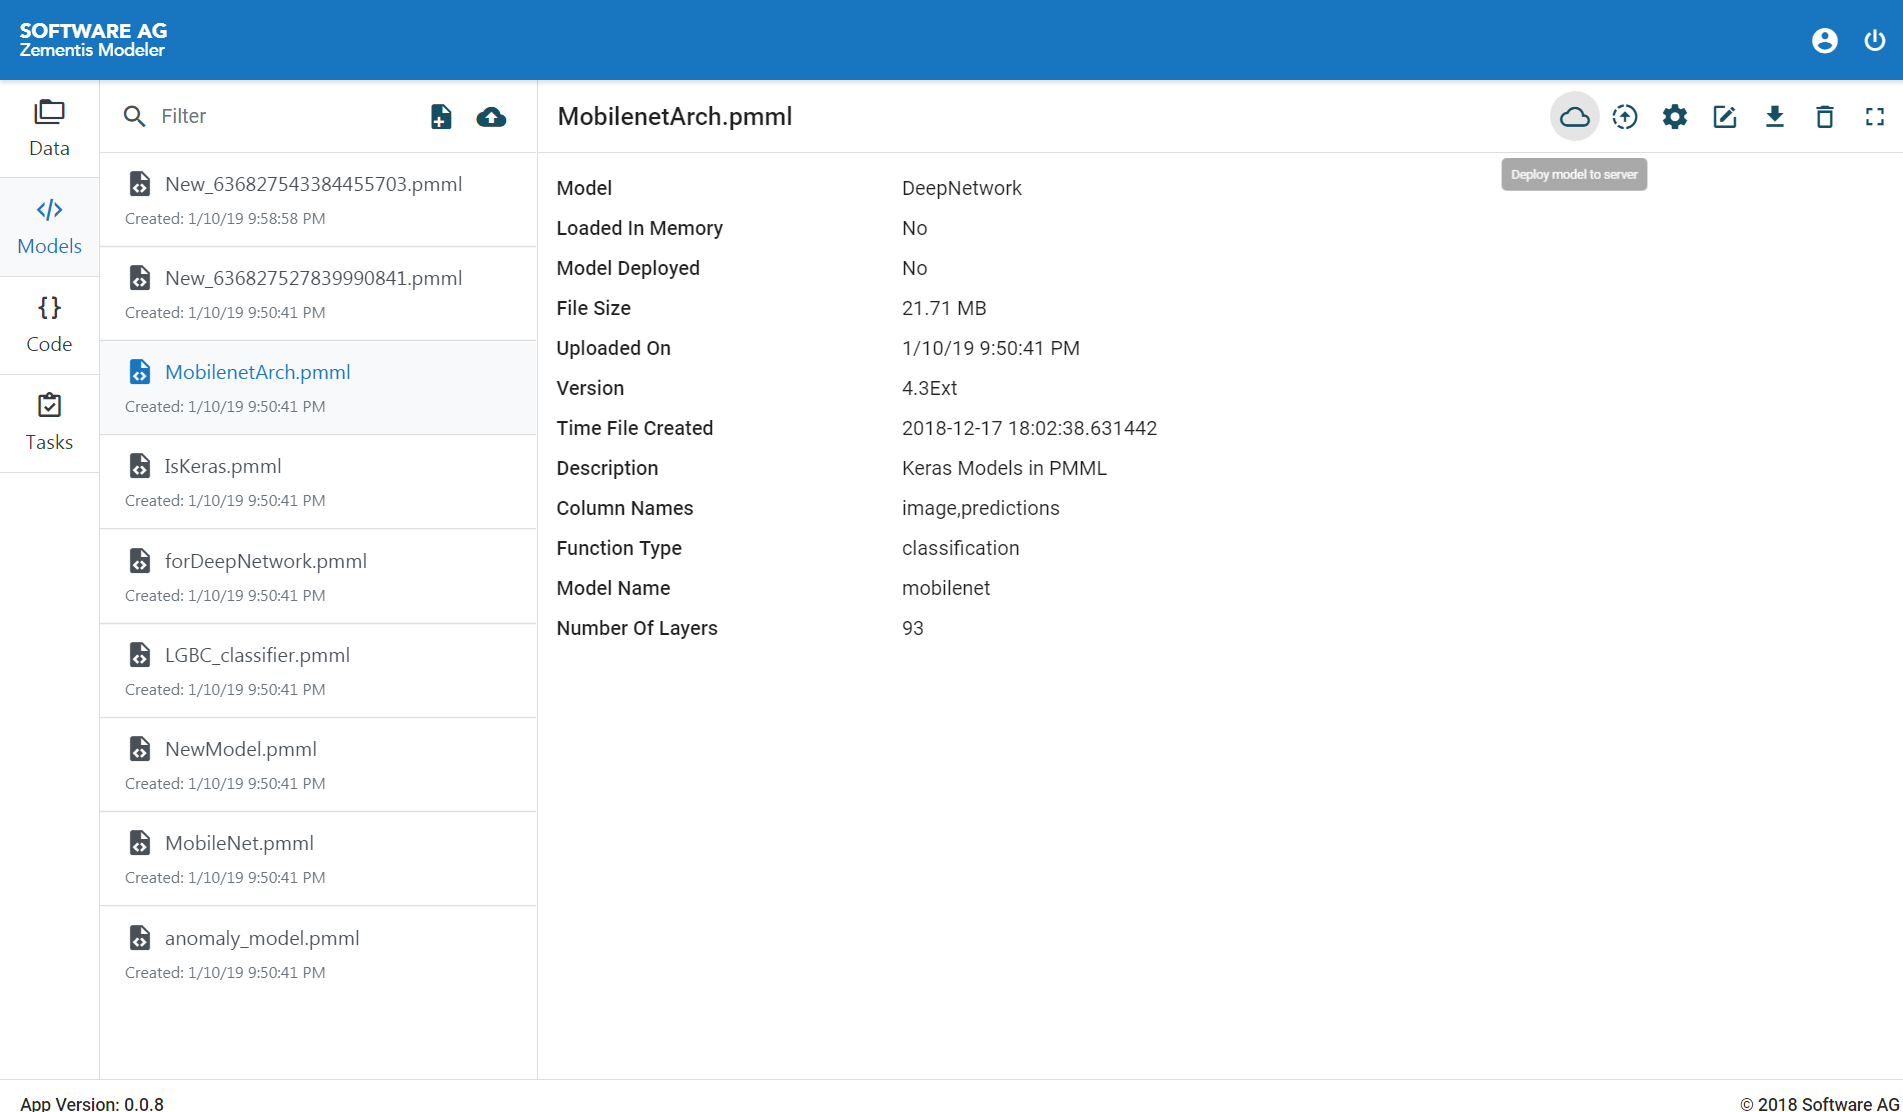 SOFTWARE AG
Zementis Modeler
Data
Models
Code
Tasks
Filter
New_636827543384455703.pmml
Created: 1/10/19 9:58:58 PM
New_636827527839990841.pmml
Created: 1/10/19 9:50:41 PM
MobilenetArch.pmml
Created: 1/10/19 9:50:41 PM
IsKeras.pmml
Created: 1/10/19 9:50:41 PM
forDeepNetwork.pmml
Created: 1/10/19 9:50:41 PM
LGBC_classifier.pmml
Created: 1/10/19 9:50:41 PM
NewModel.pmml
Created: 1/10/19 9:50:41 PM
MobileNet.pmml
Created: 1/10/19 9:50:41 PM
anomaly_model.pmml
Created: 1/10/19 9:50:41 PM
MobilenetArch.pmml
Deploy model to server
Model DeepNetwork
Loaded In Memory No
Model Deployed No
File Size 21.71 MB
Uploaded On 1/10/19 9:50:41 PM
Version 4.3Ext
Time File Created 2018-12-17 18:02:38.631442
Description Keras Models in PMML
Column Names image,predictions
Function Type classification
Model Name mobilenet
Number Of Layers 93
App Version: 0.0.8
© 2018 Software AG